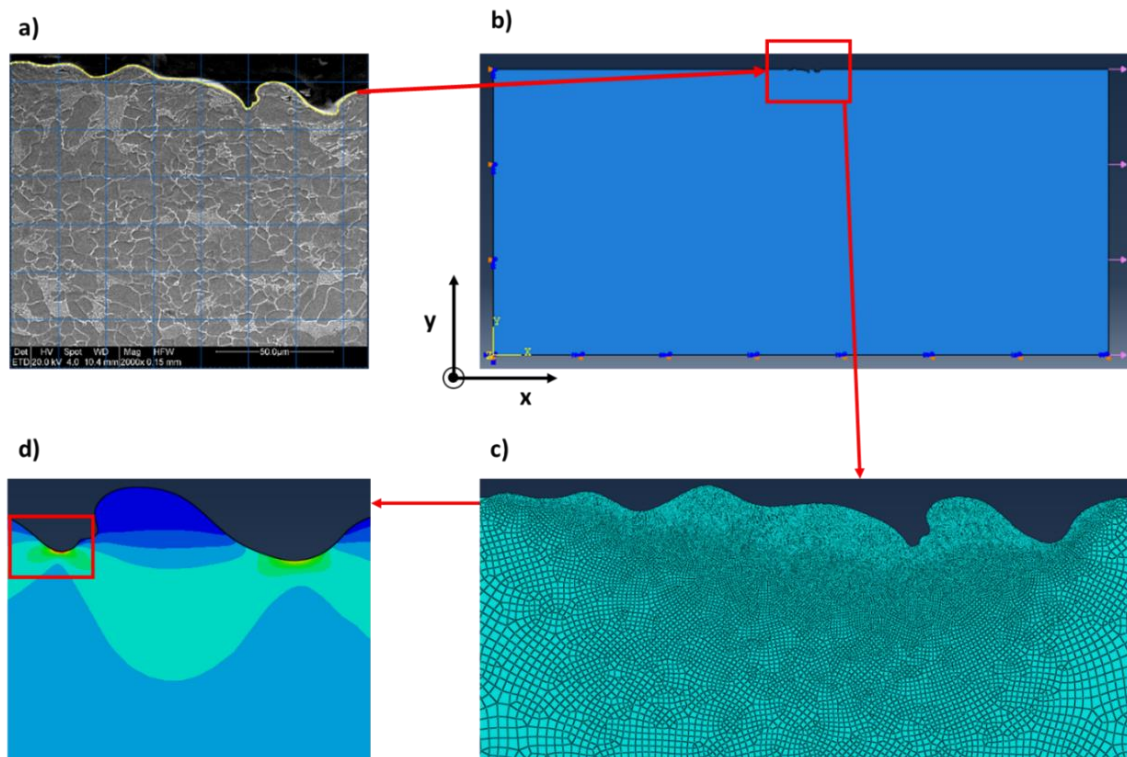 a)
b)
Det HV Spot WD Mag HFW 50.0µm
ETD 20.0 kV 4.0 10.4 mm 2000x 0.15 mm
Y
X
y
x
d)
c)